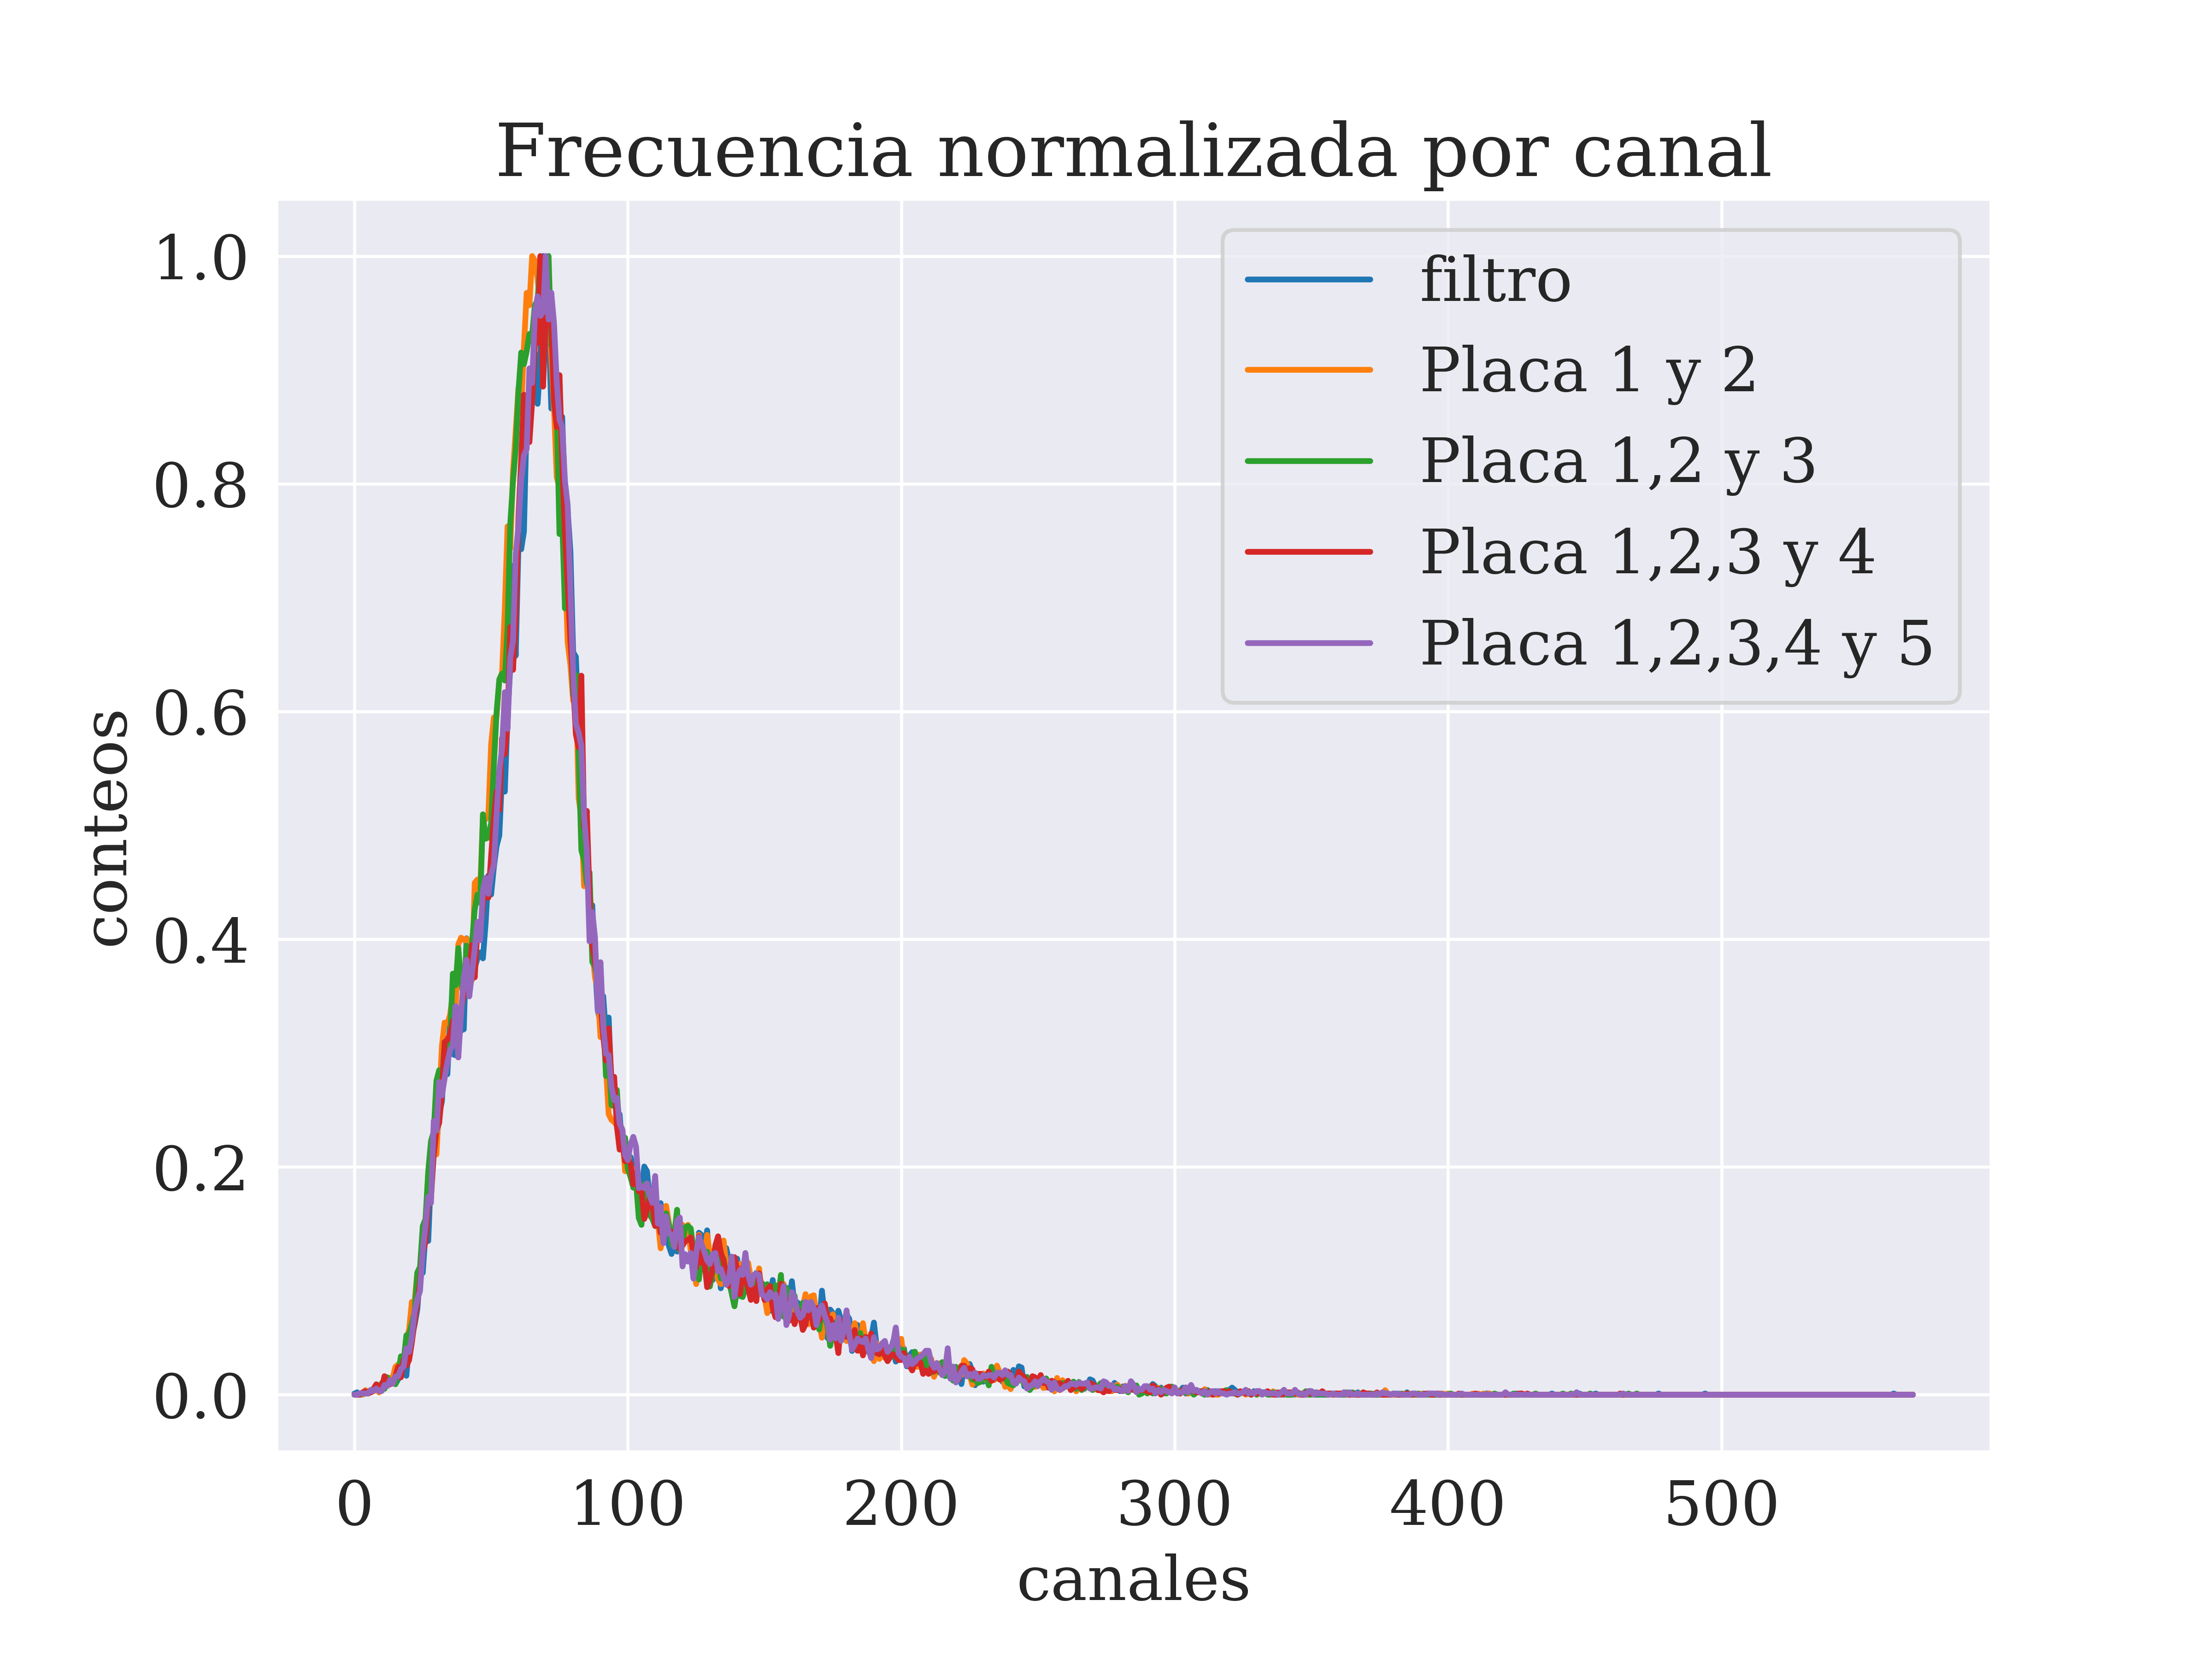 Frecuencia normalizada por canal
1.0
0.8
0.6
0.4
0.2
0.0
conteos
filtro
Placa 1 y 2
Placa 1,2 y 3
Placa 1,2,3 y 4
Placa 1,2,3,4 y 5
0 100 200 300 400 500
canales